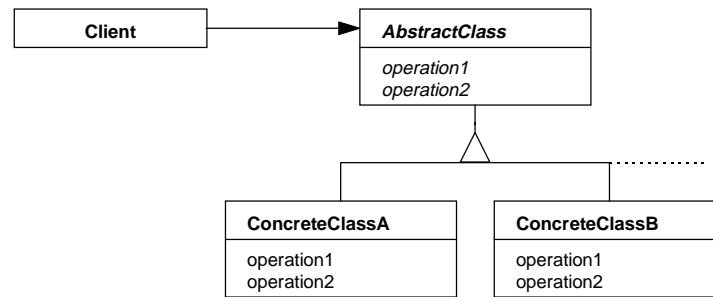 Client
AbstractClass
operation1
operation2
ConcreteClassA
operation1
operation2
ConcreteClassB
operation1
operation2